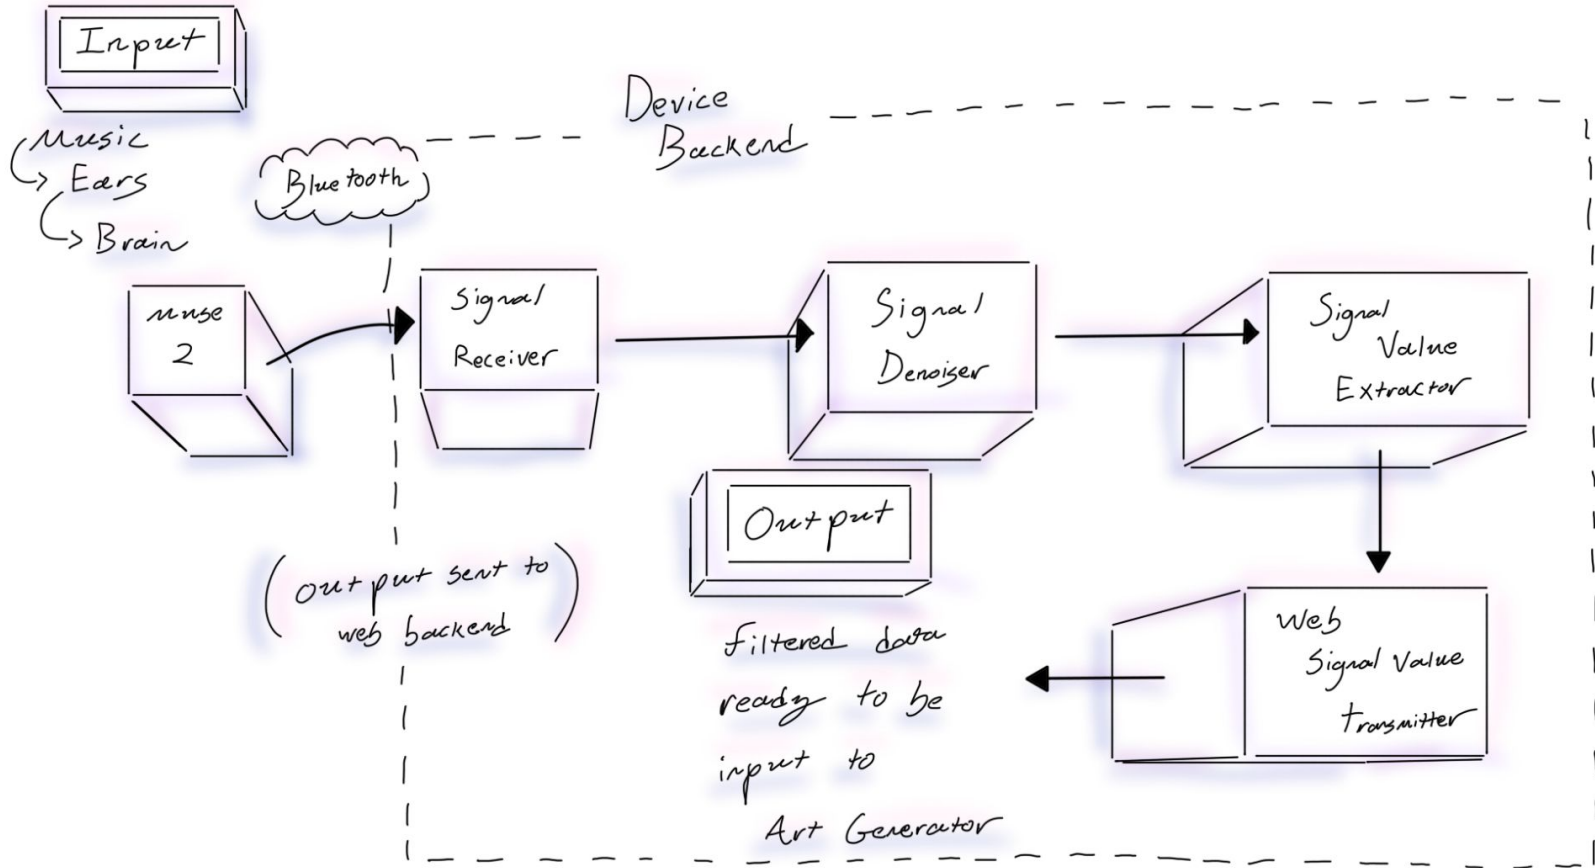 Input
Music
Ears
Brain
Device
Backend
Bluetooth
muse
2
Signal
Receiver
Signal
Denoiser
Signal
Value
Extractor
Output
(output sent to
web backend)
filtered data
ready to be
input to
Art Generator
Web
Signal Value
Transmitter